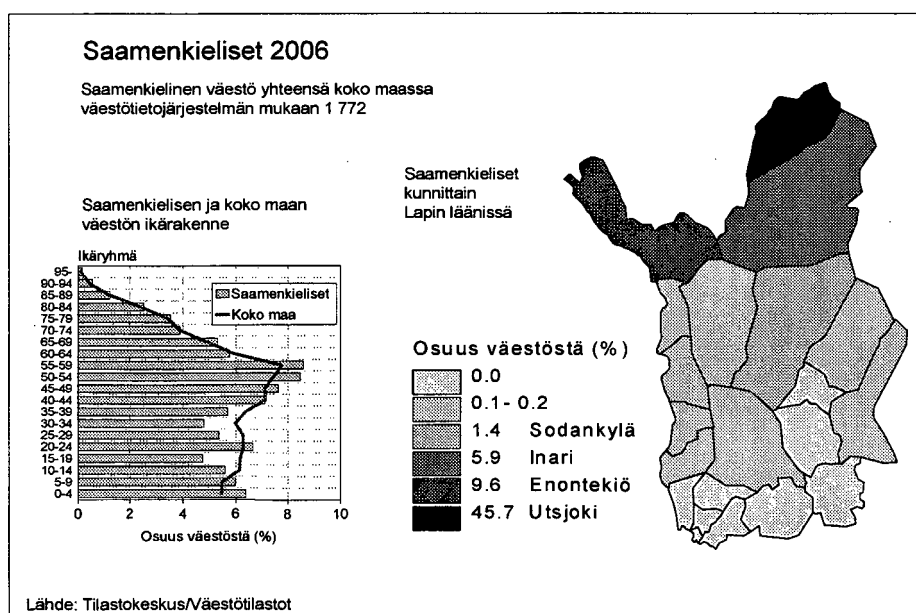 Saamenkieliset 2006
Saamenkielinen väestö yhteensä koko maassa
väestötietojärjestelmän mukaan 1 772
Saamenkieliset
kunnittain
Lapin läänissä
Saamenkielisen ja koko maan
väestön ikärakenne
Ikäryhmä
95-
90-94
85-89
80-84
75-79
70-74
65-69
60-64
55-59
50-54
45-49
40-44
35-39
30-34
25-29
20-24
15-19
10-14
5-9
0-4
Saamenkieliset
Koko maa
0 2 4 6 8 10
Osuus väestöstä (%)
Osuus väestöstä (%)
0.0
0.1 - 0.2
1.4 Sodankylä
5.9 Inari
9.6 Enontekiö
45.7 Utsjoki
Lähde: Tilastokeskus/Väestötilastot